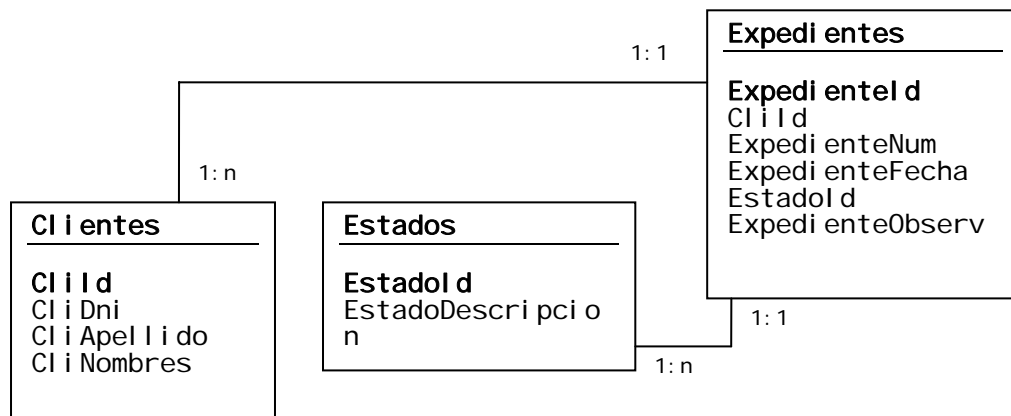 Expedientes
1:1
ExpedienteId
CliId
ExpedienteNum
ExpedienteFecha
EstadoId
ExpedienteObserv
1:n
Clientes
CliId
CliDni
CliApellido
CliNombres
Estados
EstadoId
EstadoDescripcio
n
1:1
1:n